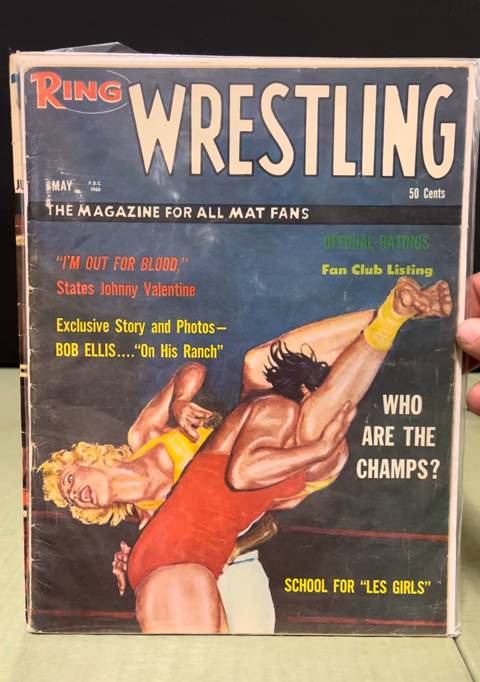 RING
WRESTLING
MAY
P.D.C.
1963
50 Cents
THE MAGAZINE FOR ALL MAT FANS
OFFICIAL RATINGS
Fan Club Listing
"I'M OUT FOR BLOOD,"
States Johnny Valentine
Exclusive Story and Photos—
BOB ELLIS...."On His Ranch"
WHO
ARE THE
CHAMPS?
SCHOOL FOR "LES GIRLS"